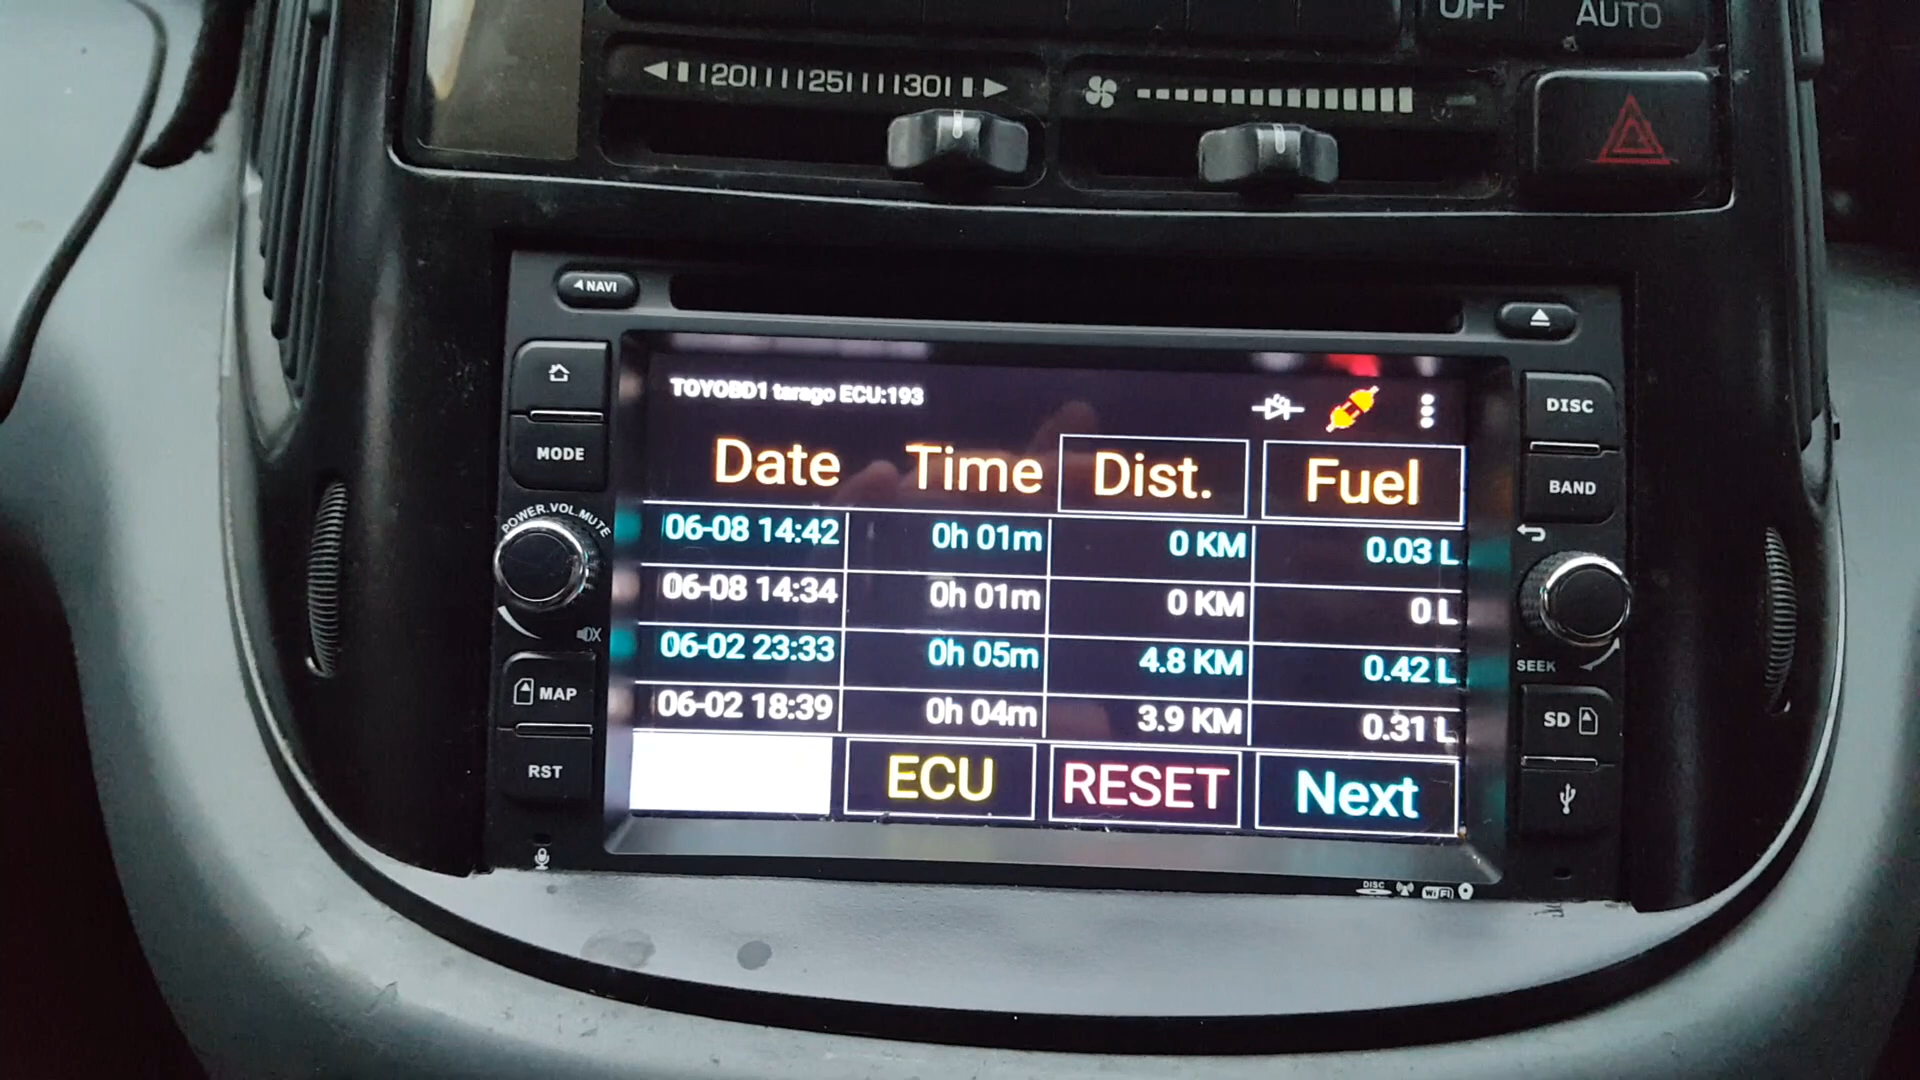 OFF AUTO
20 25 30
NAVI
MODE
POWER.VOL.MUTE
MAP
RST
TOYOBD1 tarago ECU:193
Date Time Dist. Fuel
06-08 14:42 0h 01m 0 KM 0.03 L
06-08 14:34 0h 01m 0 KM 0 L
06-02 23:33 0h 05m 4.8 KM 0.42 L
06-02 18:39 0h 04m 3.9 KM 0.31 L
ECU RESET Next
DISC
BAND
SEEK
SD
DISC WiFi